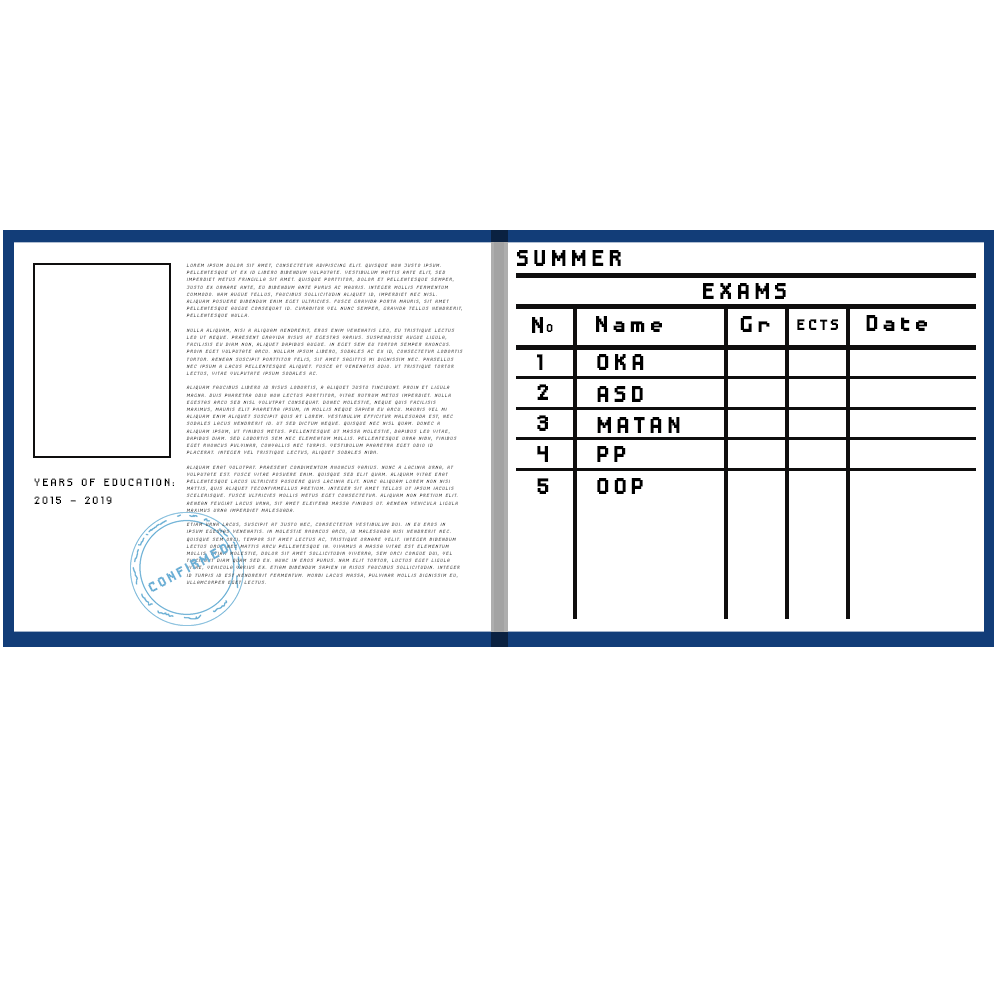 LOREM IPSUM DOLOR SIT AMET, CONSECTETUR ADIPISCING ELIT. QUISQUE NON JUSTO IPSUM.
PELLENTESQUE UT EX ID LIBERO BIBENDUM VULPUTATE. VESTIBULUM MATTIS ANTE ELIT, SED
IMPERDIET METUS FRINGILLA SIT AMET. QUISQUE PORTTITOR, DOLOR ET PELLENTESQUE SEMPER,
JUSTO EX ORNARE ANTE, EU BIBENDUM ANTE PURUS AC MAURIS. INTEGER MOLLIS FERMENTUM
COMMODO. NAM AUGUE TELLUS, FAUCIBUS SOLLICITUDIN ALIQUET ID, IMPERDIET NEC NISL.
ALIQUAM POSUERE BIBENDUM ENIM EGET ULTRICIES. FUSCE GRAVIDA PORTA MAURIS, SIT AMET
PELLENTESQUE AUGUE CONSEQUAT ID. CURABITUR VEL NUNC SEMPER, GRAVIDA TELLUS HENDRERIT,
PELLENTESQUE NULLA.
NULLA ALIQUAM, NISI A ALIQUAM HENDRERIT, EROS ENIM VENENATIS LEO, EU TRISTIQUE LECTUS
LEO UT NEQUE. PRAESENT GRAVIDA RISUS AT EGESTAS VARIUS. SUSPENDISSE AUGUE LIGULA,
FACILISIS EU DIAM NON, ALIQUET DAPIBUS AUGUE. IN EGET SEM EU TORTOR SEMPER RHONCUS.
PROIN EGET VULPUTATE ARCU. NULLAM IPSUM LIBERO, SODALES AC EX ID, CONSECTETUR LOBORTIS
TORTOR. AENEAN SUSCIPIT PORTTITOR FELIS, SIT AMET SAGITTIS MI DIGNISSIM NEC. PHASELLUS
NEC IPSUM A LACUS PELLENTESQUE ALIQUET. FUSCE AT VENENATIS ODIO. UT TRISTIQUE TORTOR
LECTUS, VITAE VULPUTATE IPSUM SODALES AC.
ALIQUAM FAUCIBUS LIBERO ID RISUS LOBORTIS, A ALIQUET JUSTO TINCIDUNT. PROIN ET LIGULA
MAGNA. DUIS PHARETRA ODIO NON LECTUS PORTTITOR, VITAE RUTRUM METUS IMPERDIET. NULLA
EGESTAS ARCU SED NISL VOLUTPAT CONSEQUAT. DONEC MOLESTIE, NEQUE QUIS FACILISIS
MAXIMUS, MAURIS ELIT PHARETRA IPSUM, IN MOLLIS NEQUE SAPIEN EU ARCU. MAURIS VEL MI
ALIQUAM ENIM ALIQUET SUSCIPIT QUIS AT LOREM. VESTIBULUM EFFICITUR MALESUADA EST, NEC
SODALES LACUS HENDRERIT ID. UT SED DICTUM NEQUE. QUISQUE NEC NISL QUAM. DONEC A
ALIQUAM IPSUM, UT FINIBUS METUS. PELLENTESQUE UT MASSA MOLESTIE, DAPIBUS LEO VITAE,
DAPIBUS DIAM. SED LOBORTIS SEM NEC ELEMENTUM MOLLIS. PELLENTESQUE URNA NIBH, FINIBUS
EGET RHONCUS PULVINAR, CONVALLIS NEC TURPIS. VESTIBULUM PHARETRA EGET ODIO ID
PLACERAT. INTEGER VEL TRISTIQUE LECTUS, ALIQUET SOLLICITUDIN NIBH.
ALIQUAM ERAT VOLUTPAT. PRAESENT CONDIMENTUM RHONCUS VARIUS. NUNC A LACINIA URNA, AT
VULPUTATE EST. FUSCE VITAE POSUERE ENIM. QUISQUE SED ELIT QUAM. ALIQUAM VITAE ERAT
PELLENTESQUE LACUS ULTRICIES POSUERE QUIS LACINIA ELIT. NUNC ALIQUAM LOREM NON NISI
MATTIS, QUIS ALIQUET TECONFIRMELLUS PRETIUM. INTEGER SIT AMET TELLUS UT IPSUM IACULIS
SCELERISQUE. FUSCE ULTRICIES MOLLIS METUS EGET CONSECTETUR. ALIQUAM NON PRETIUM ELIT.
AENEAN FEUGIAT LACUS URNA, SIT AMET ELEIFEND MASSA FINIBUS UT. AENEAN VEHICULA LIGULA
MAXIMUS URNA IMPERDIET MALESUADA.
ETIAM URNA LACUS, SUSCIPIT AT JUSTO NEC, CONSECTETUR VESTIBULUM DUI. IN EU EROS IN
IPSUM EGESTAS VENENATIS. IN MOLESTIE RHONCUS ARCU, ID MALESUADA NISI HENDRERIT NEC.
QUISQUE SEM ORCI, TEMPOR SIT AMET LECTUS AC, TRISTIQUE ORNARE VELIT. INTEGER BIBENDUM
LECTUS MATTIS ARCU PELLENTESQUE IN. VIVAMUS A MASSA VITAE EST ELEMENTUM
MOLLIS. MOLESTIE, DOLOR SIT AMET SOLLICITUDIN VIVERRA, SEM ORCI CONGUE DUI, VEL
DIAM SED EX. NUNC IN EROS PURUS. NAM ELIT TORTOR, LUCTUS EGET LIGULA
VITAE, VEHICULA VARIUS EX. ETIAM BIBENDUM SAPIEN IN RISUS FAUCIBUS SOLLICITUDIN. INTEGER
ID TURPIS ID EST HENDRERIT FERMENTUM. MORBI LACUS MASSA, PULVINAR MOLLIS DIGNISSIM EU,
ULLAMCORPER EGET LECTUS.
YEARS OF EDUCATION:
2015 - 2019
CONFIRMED
SUMMER
EXAMS
No Name Gr ECTS Date
1 OKA
2 ASD
3 MATAN
4 PP
5 OOP